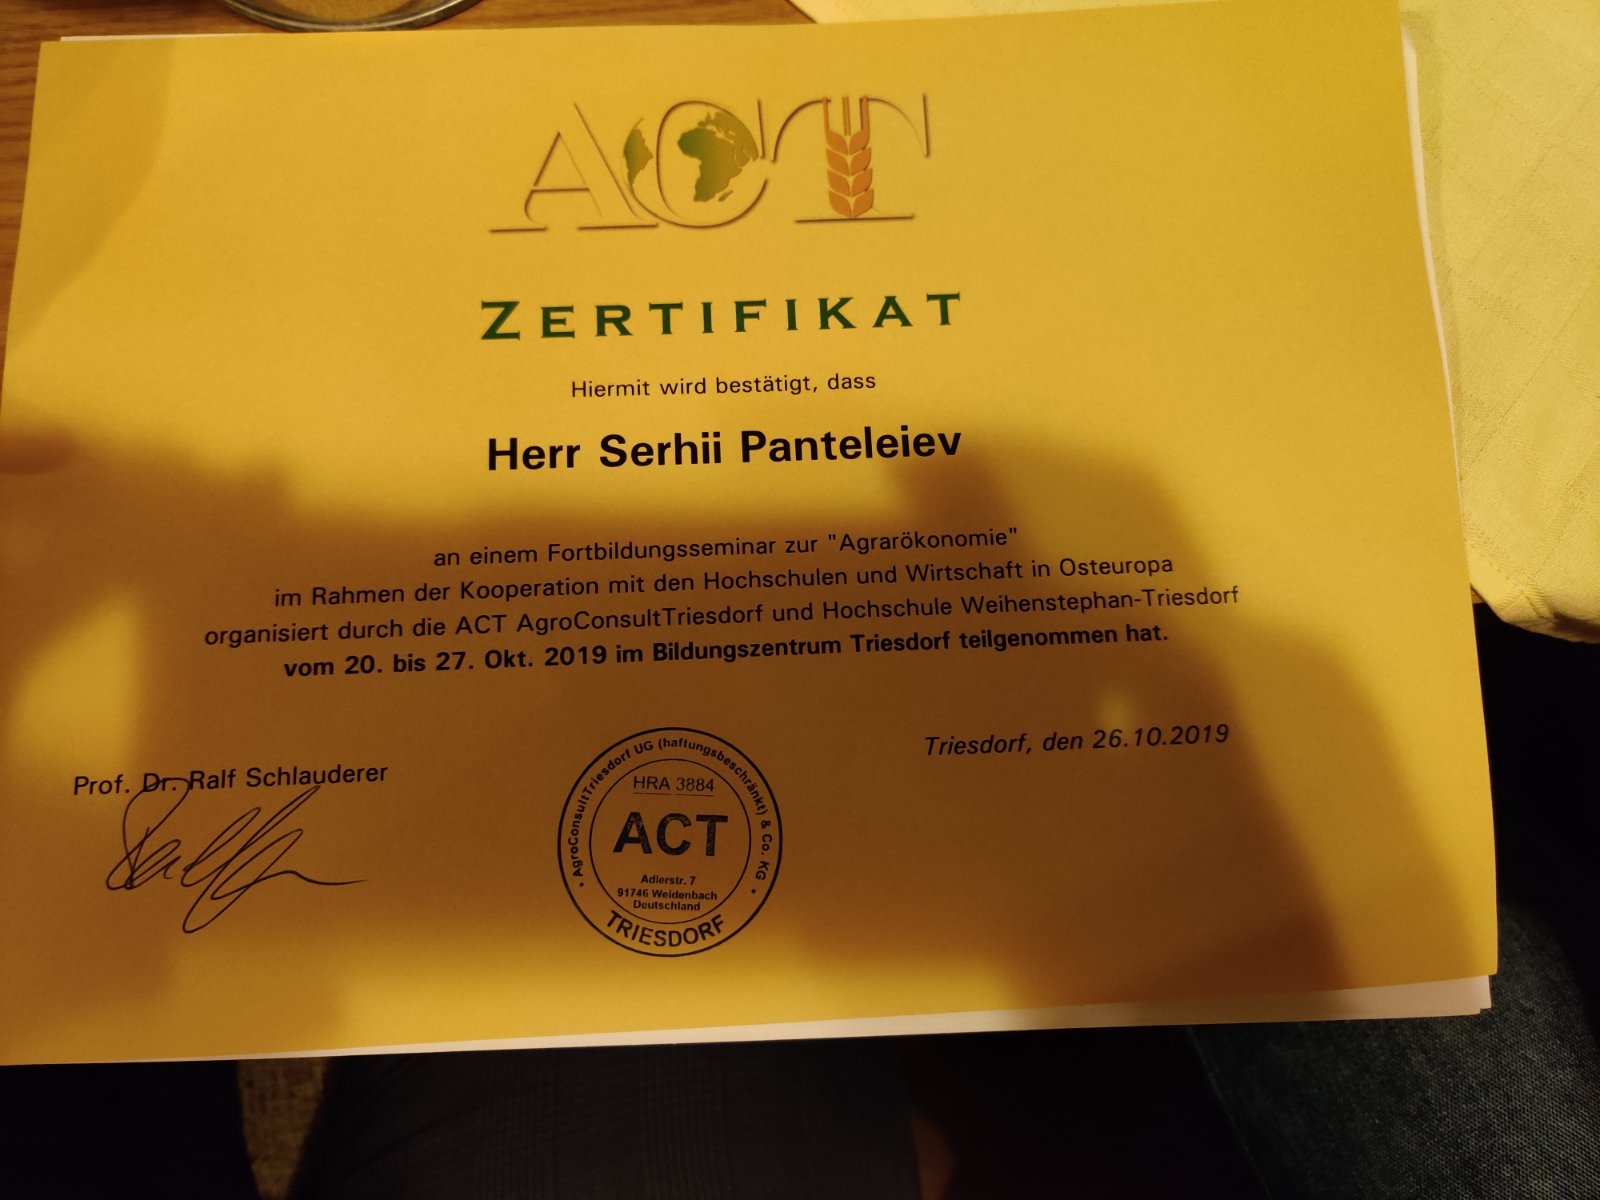 ACT
ZERTIFIKAT
Hiermit wird bestätigt, dass
Herr Serhii Panteleiev
an einem Fortbildungsseminar zur "Agrarökonomie"
im Rahmen der Kooperation mit den Hochschulen und Wirtschaft in Osteuropa
organisiert durch die ACT AgroConsultTriesdorf und Hochschule Weihenstephan-Triesdorf
vom 20. bis 27. Okt. 2019 im Bildungszentrum Triesdorf teilgenommen hat.
Triesdorf, den 26.10.2019
Prof. Dr. Ralf Schlauderer
• AgroConsultTriesdorf UG (haftungsbeschränkt) & Co. KG •
HRA 3884
ACT
Adlerstr. 7
91746 Weidenbach
Deutschland
TRIESDORF